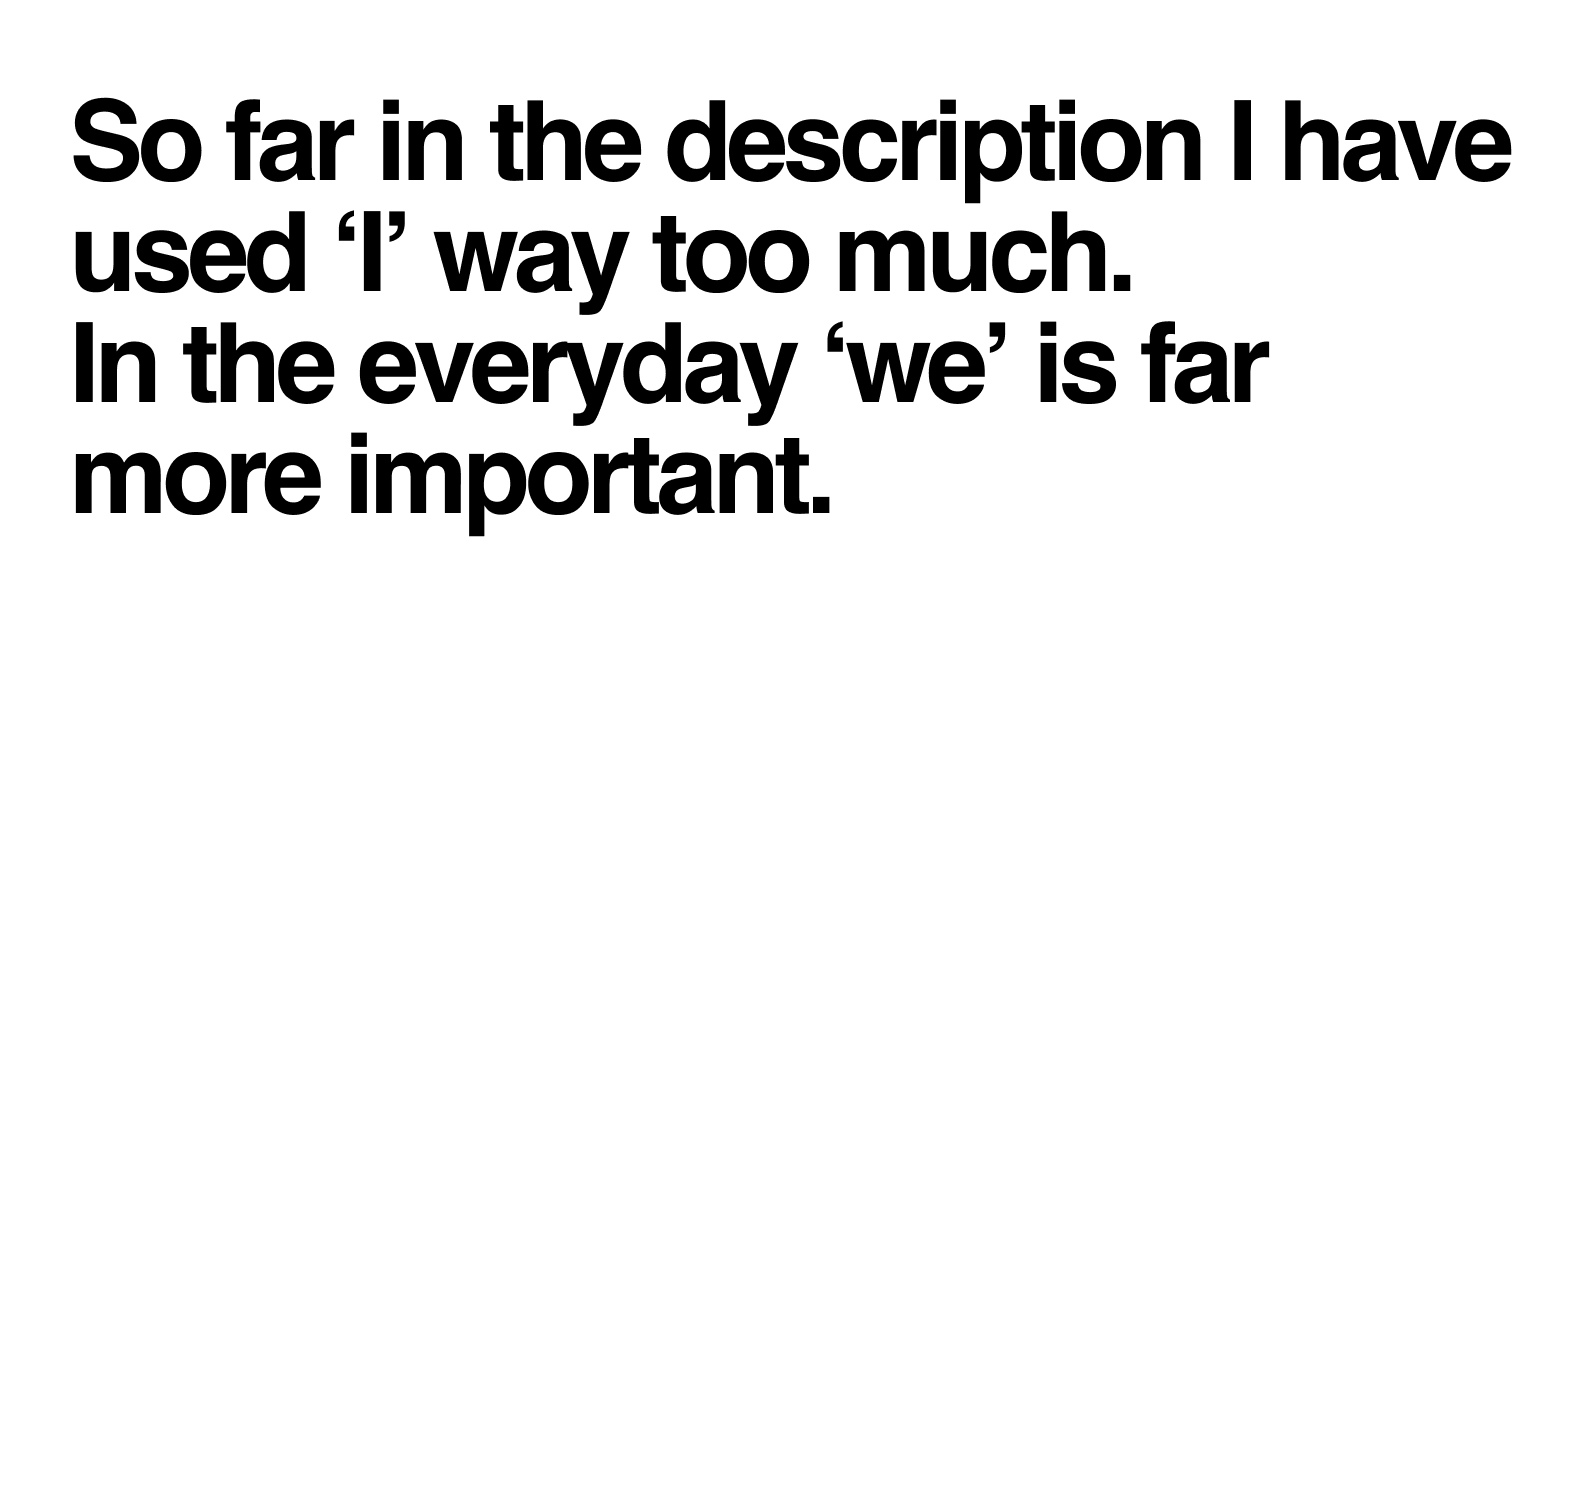 So far in the description I have
used ‘I’ way too much.
In the everyday ‘we’ is far
more important.